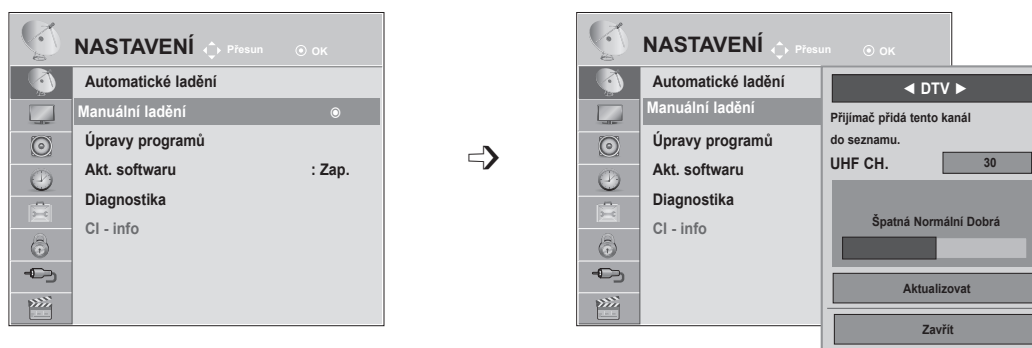 NASTAVENÍ Přesun OK
Automatické ladění
Manuální ladění
Úpravy programů
Akt. softwaru : Zap.
Diagnostika
CI - info
NASTAVENÍ Přesun OK
Automatické ladění
Manuální ladění
Úpravy programů
Akt. softwaru
Diagnostika
CI - info
◄ DTV ►
Přijímač přidá tento kanál
do seznamu.
UHF CH. 30
Špatná Normální Dobrá
Aktualizovat
Zavřít